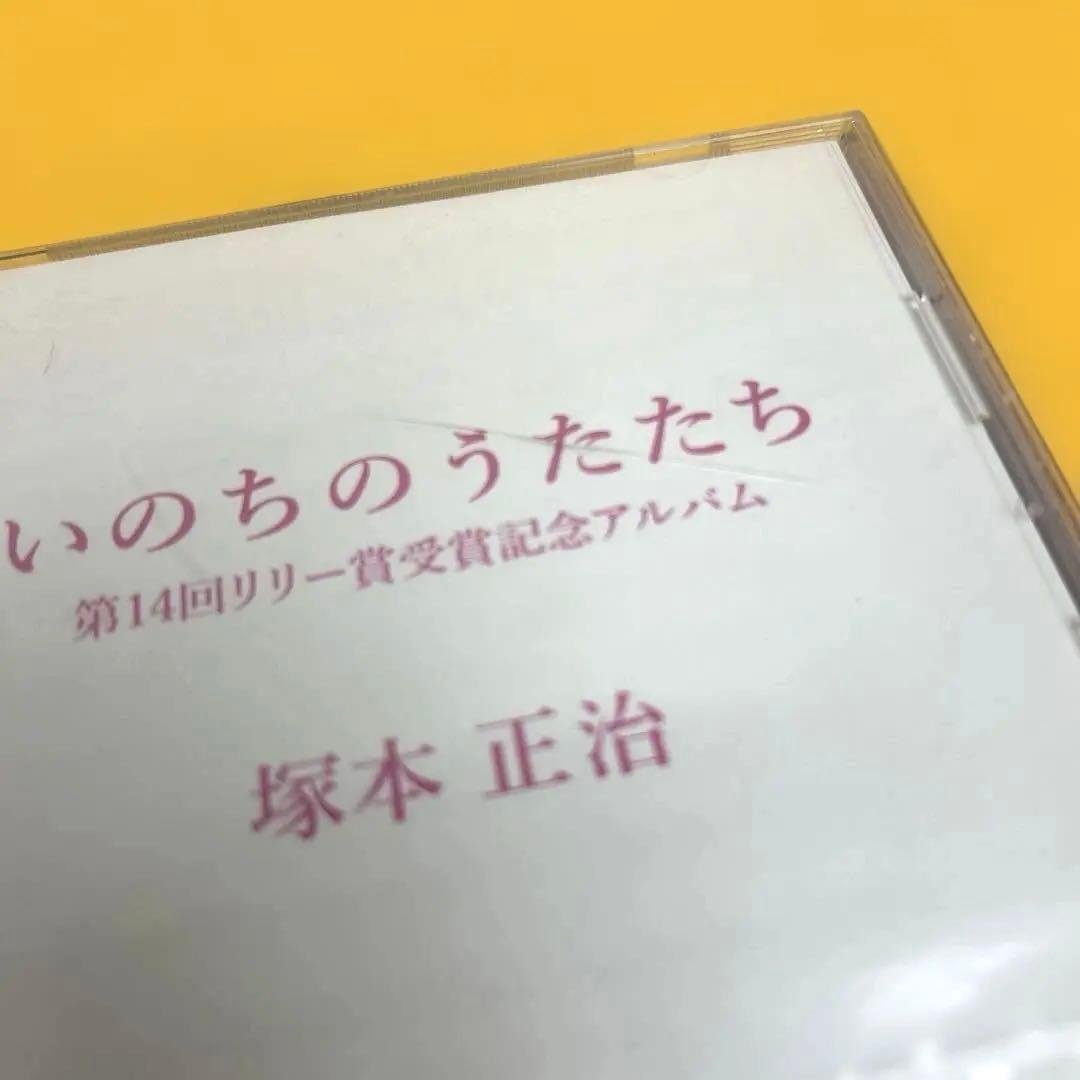 いのちのうたたち
第14回リリー賞受賞記念アルバム
塚本 正治